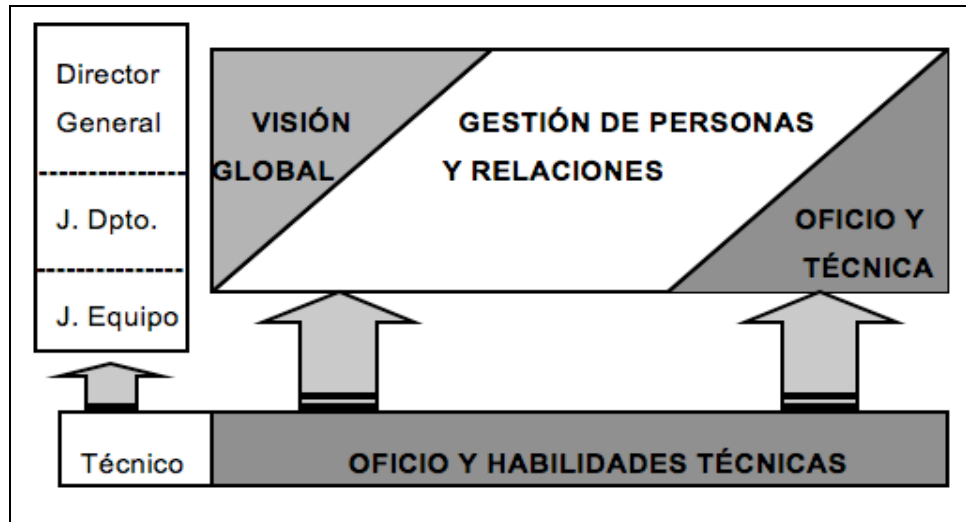 Director
General
J. Dpto.
J. Equipo
VISIÓN
GLOBAL
GESTIÓN DE PERSONAS
Y RELACIONES
OFICIO Y
TÉCNICA
Técnico
OFICIO Y HABILIDADES TÉCNICAS